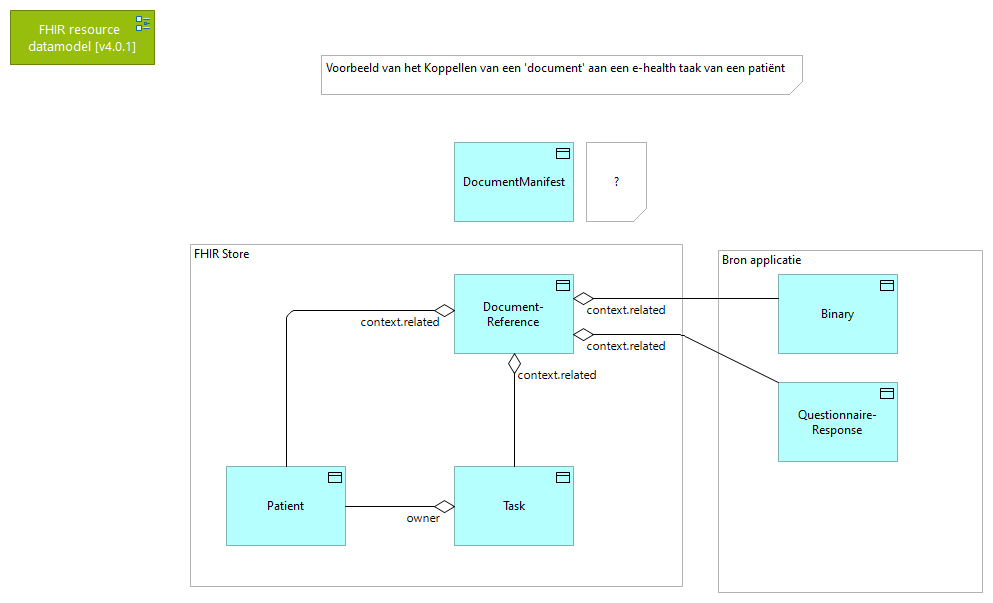 FHIR resource
datamodel [v4.0.1]
Voorbeeld van het Koppellen van een 'document' aan een e-health taak van een patiënt
DocumentManifest
?
FHIR Store
Bron applicatie
Document-
Reference
Binary
context.related
context.related
context.related
context.related
Questionnaire-
Response
Patient
Task
owner